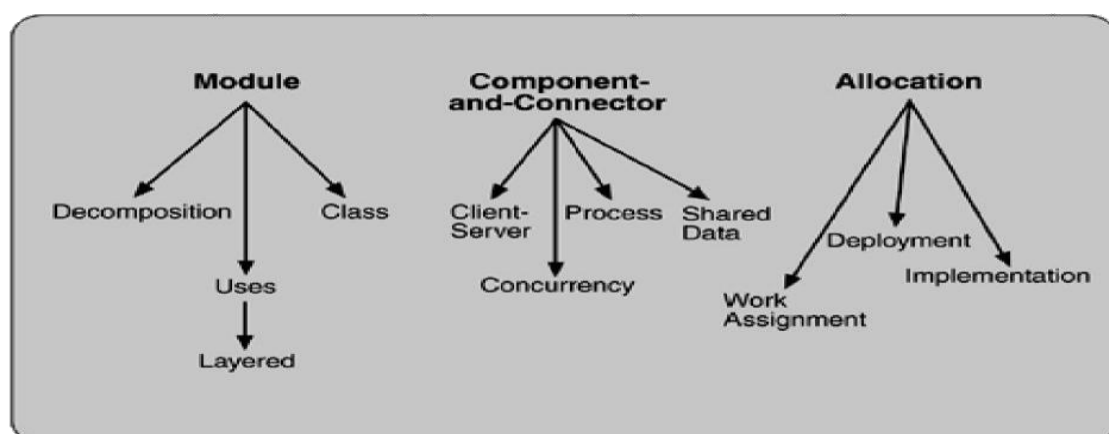 Module
Component-
and-Connector
Allocation
Decomposition
Class
Client-
Server
Process
Shared
Data
Deployment
Uses
Concurrency
Implementation
Work
Assignment
Layered